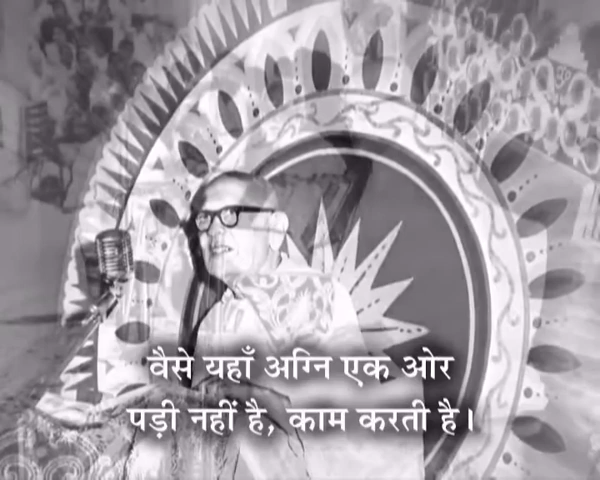 वैसे यहाँ अग्नि एक ओर
पड़ी नहीं है, काम करती है।